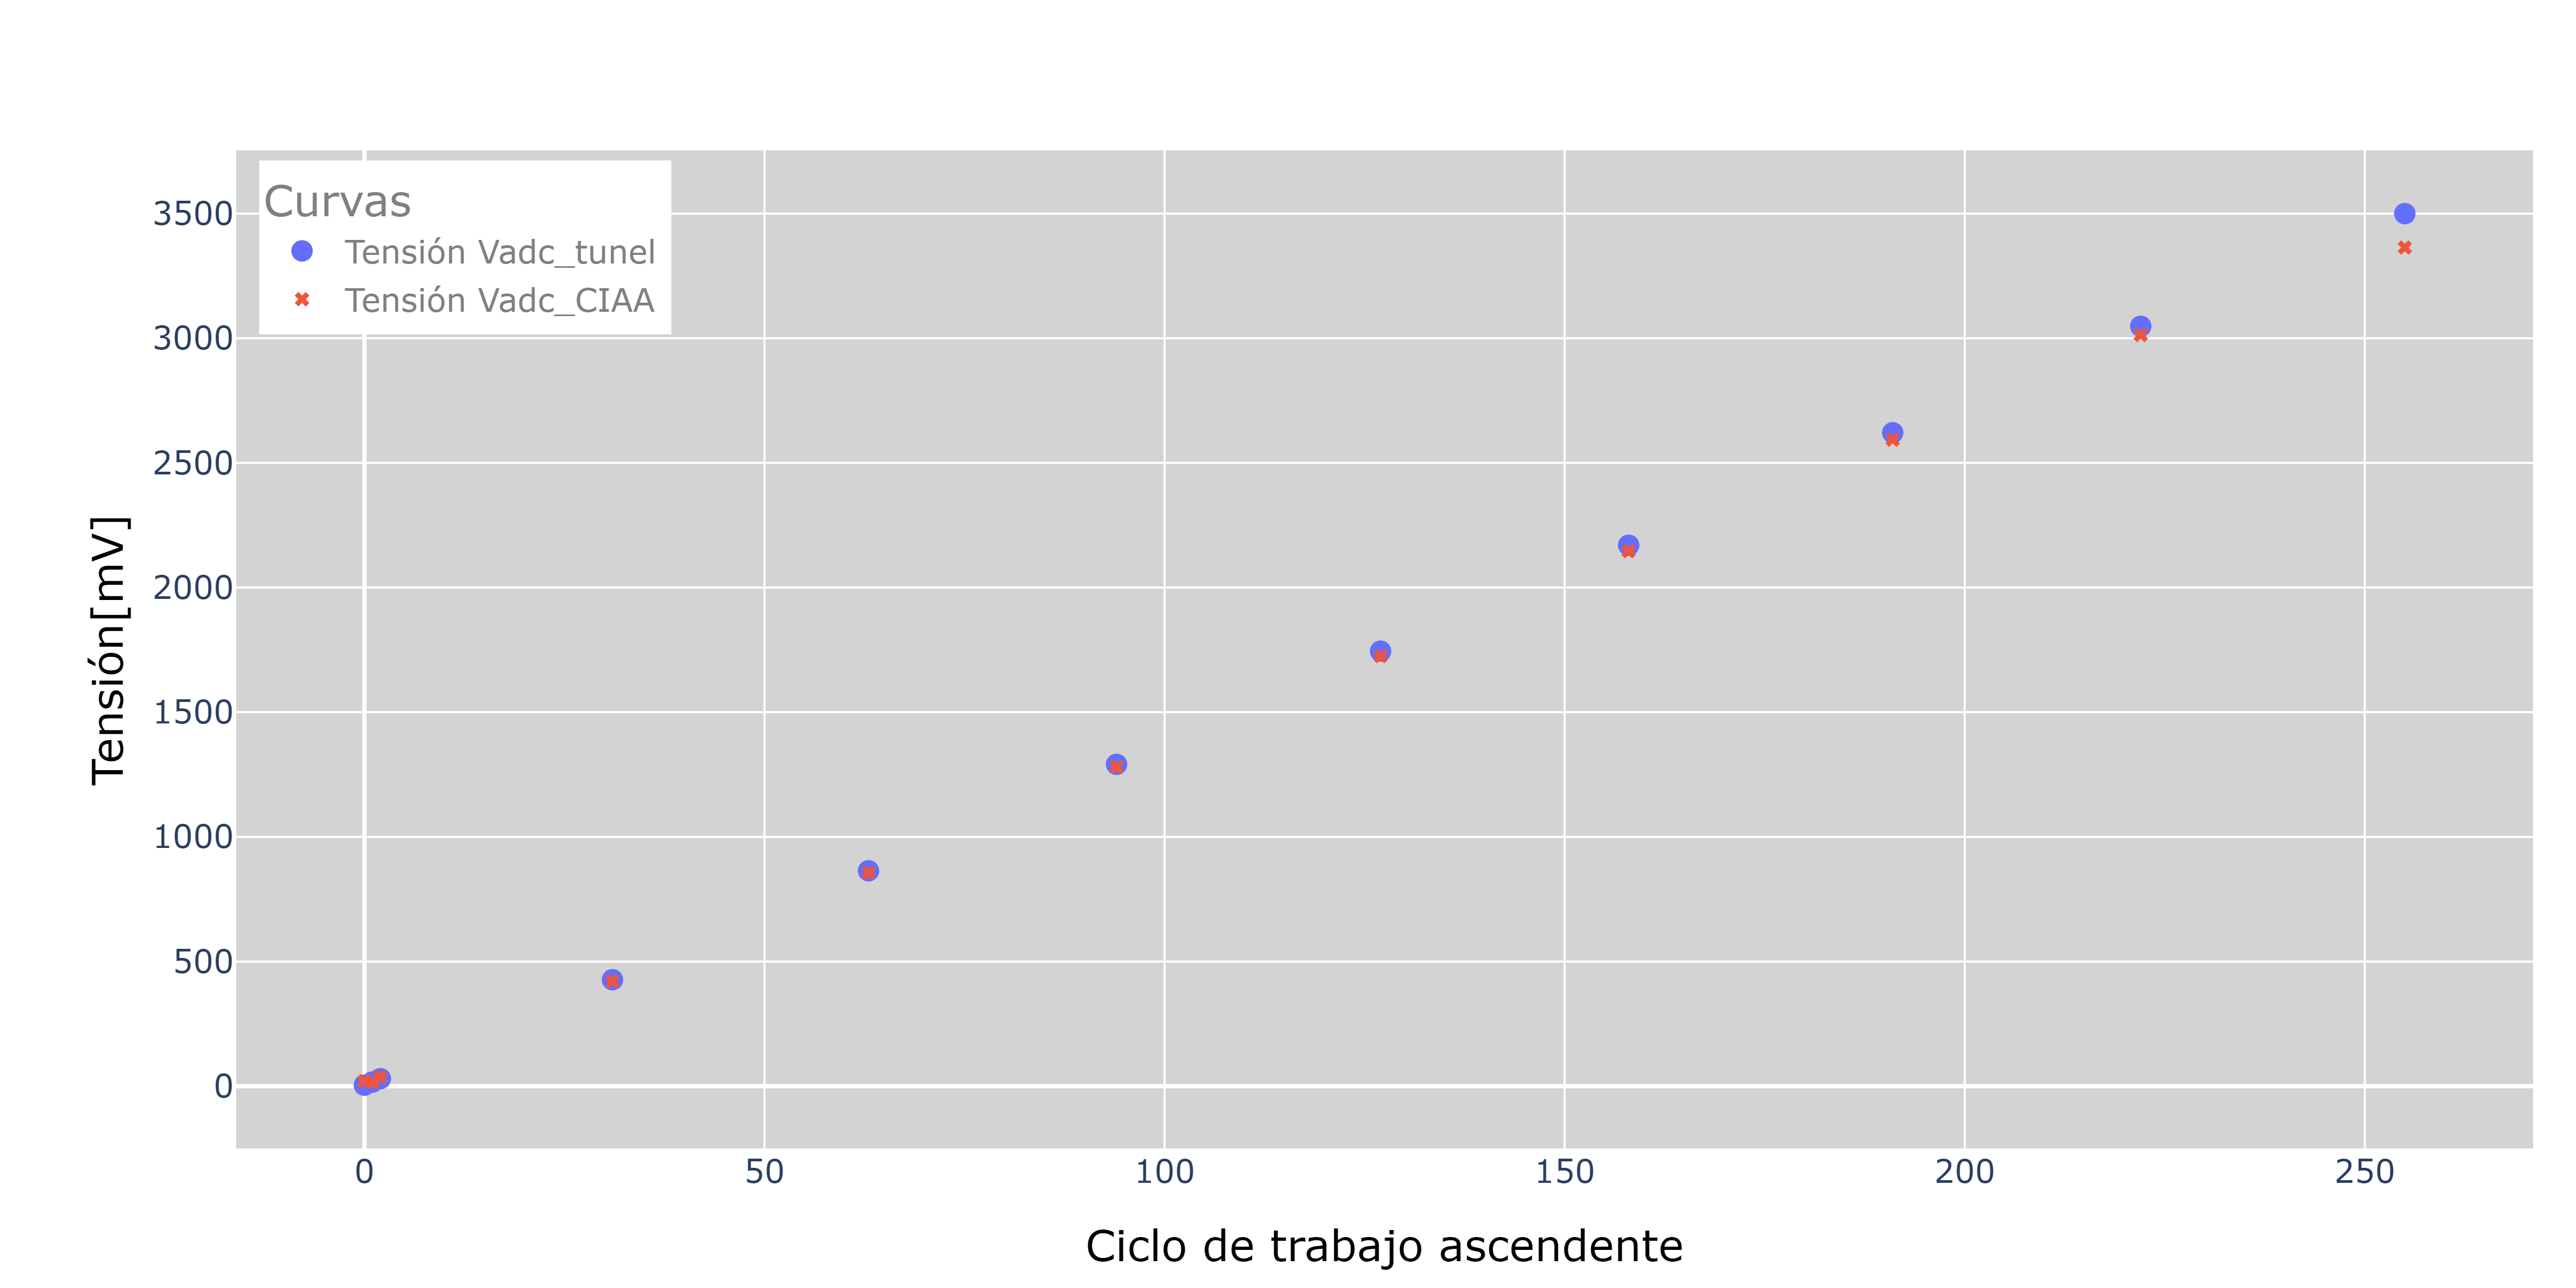 Curvas
Tensión Vadc_tunel
Tensión Vadc_CIAA
3500
3000
2500
2000
1500
1000
500
0
Tensión[mV]
0 50 100 150 200 250
Ciclo de trabajo ascendente